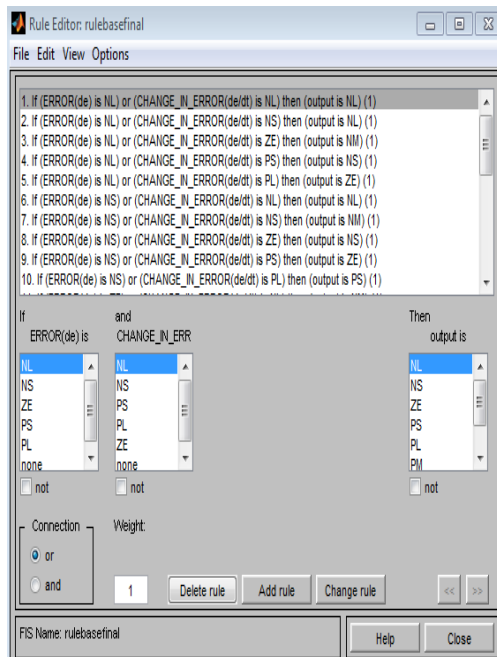 Rule Editor: rulebasefinal
File Edit View Options
1. If (ERROR(de) is NL) or (CHANGE_IN_ERROR(de/dt) is NL) then (output is NL) (1)
2. If (ERROR(de) is NL) or (CHANGE_IN_ERROR(de/dt) is NS) then (output is NL) (1)
3. If (ERROR(de) is NL) or (CHANGE_IN_ERROR(de/dt) is ZE) then (output is NM) (1)
4. If (ERROR(de) is NL) or (CHANGE_IN_ERROR(de/dt) is PS) then (output is NS) (1)
5. If (ERROR(de) is NL) or (CHANGE_IN_ERROR(de/dt) is PL) then (output is ZE) (1)
6. If (ERROR(de) is NS) or (CHANGE_IN_ERROR(de/dt) is NL) then (output is NL) (1)
7. If (ERROR(de) is NS) or (CHANGE_IN_ERROR(de/dt) is NS) then (output is NM) (1)
8. If (ERROR(de) is NS) or (CHANGE_IN_ERROR(de/dt) is ZE) then (output is NS) (1)
9. If (ERROR(de) is NS) or (CHANGE_IN_ERROR(de/dt) is PS) then (output is ZE) (1)
10. If (ERROR(de) is NS) or (CHANGE_IN_ERROR(de/dt) is PL) then (output is PS) (1)
If and Then
ERROR(de) is CHANGE_IN_ERR output is
NL NL NL
NS NS NS
ZE PS ZE
PS PL PS
PL ZE PL
none none PM
not not not
Connection Weight:
or
and 1 Delete rule Add rule Change rule << >>
FIS Name: rulebasefinal Help Close